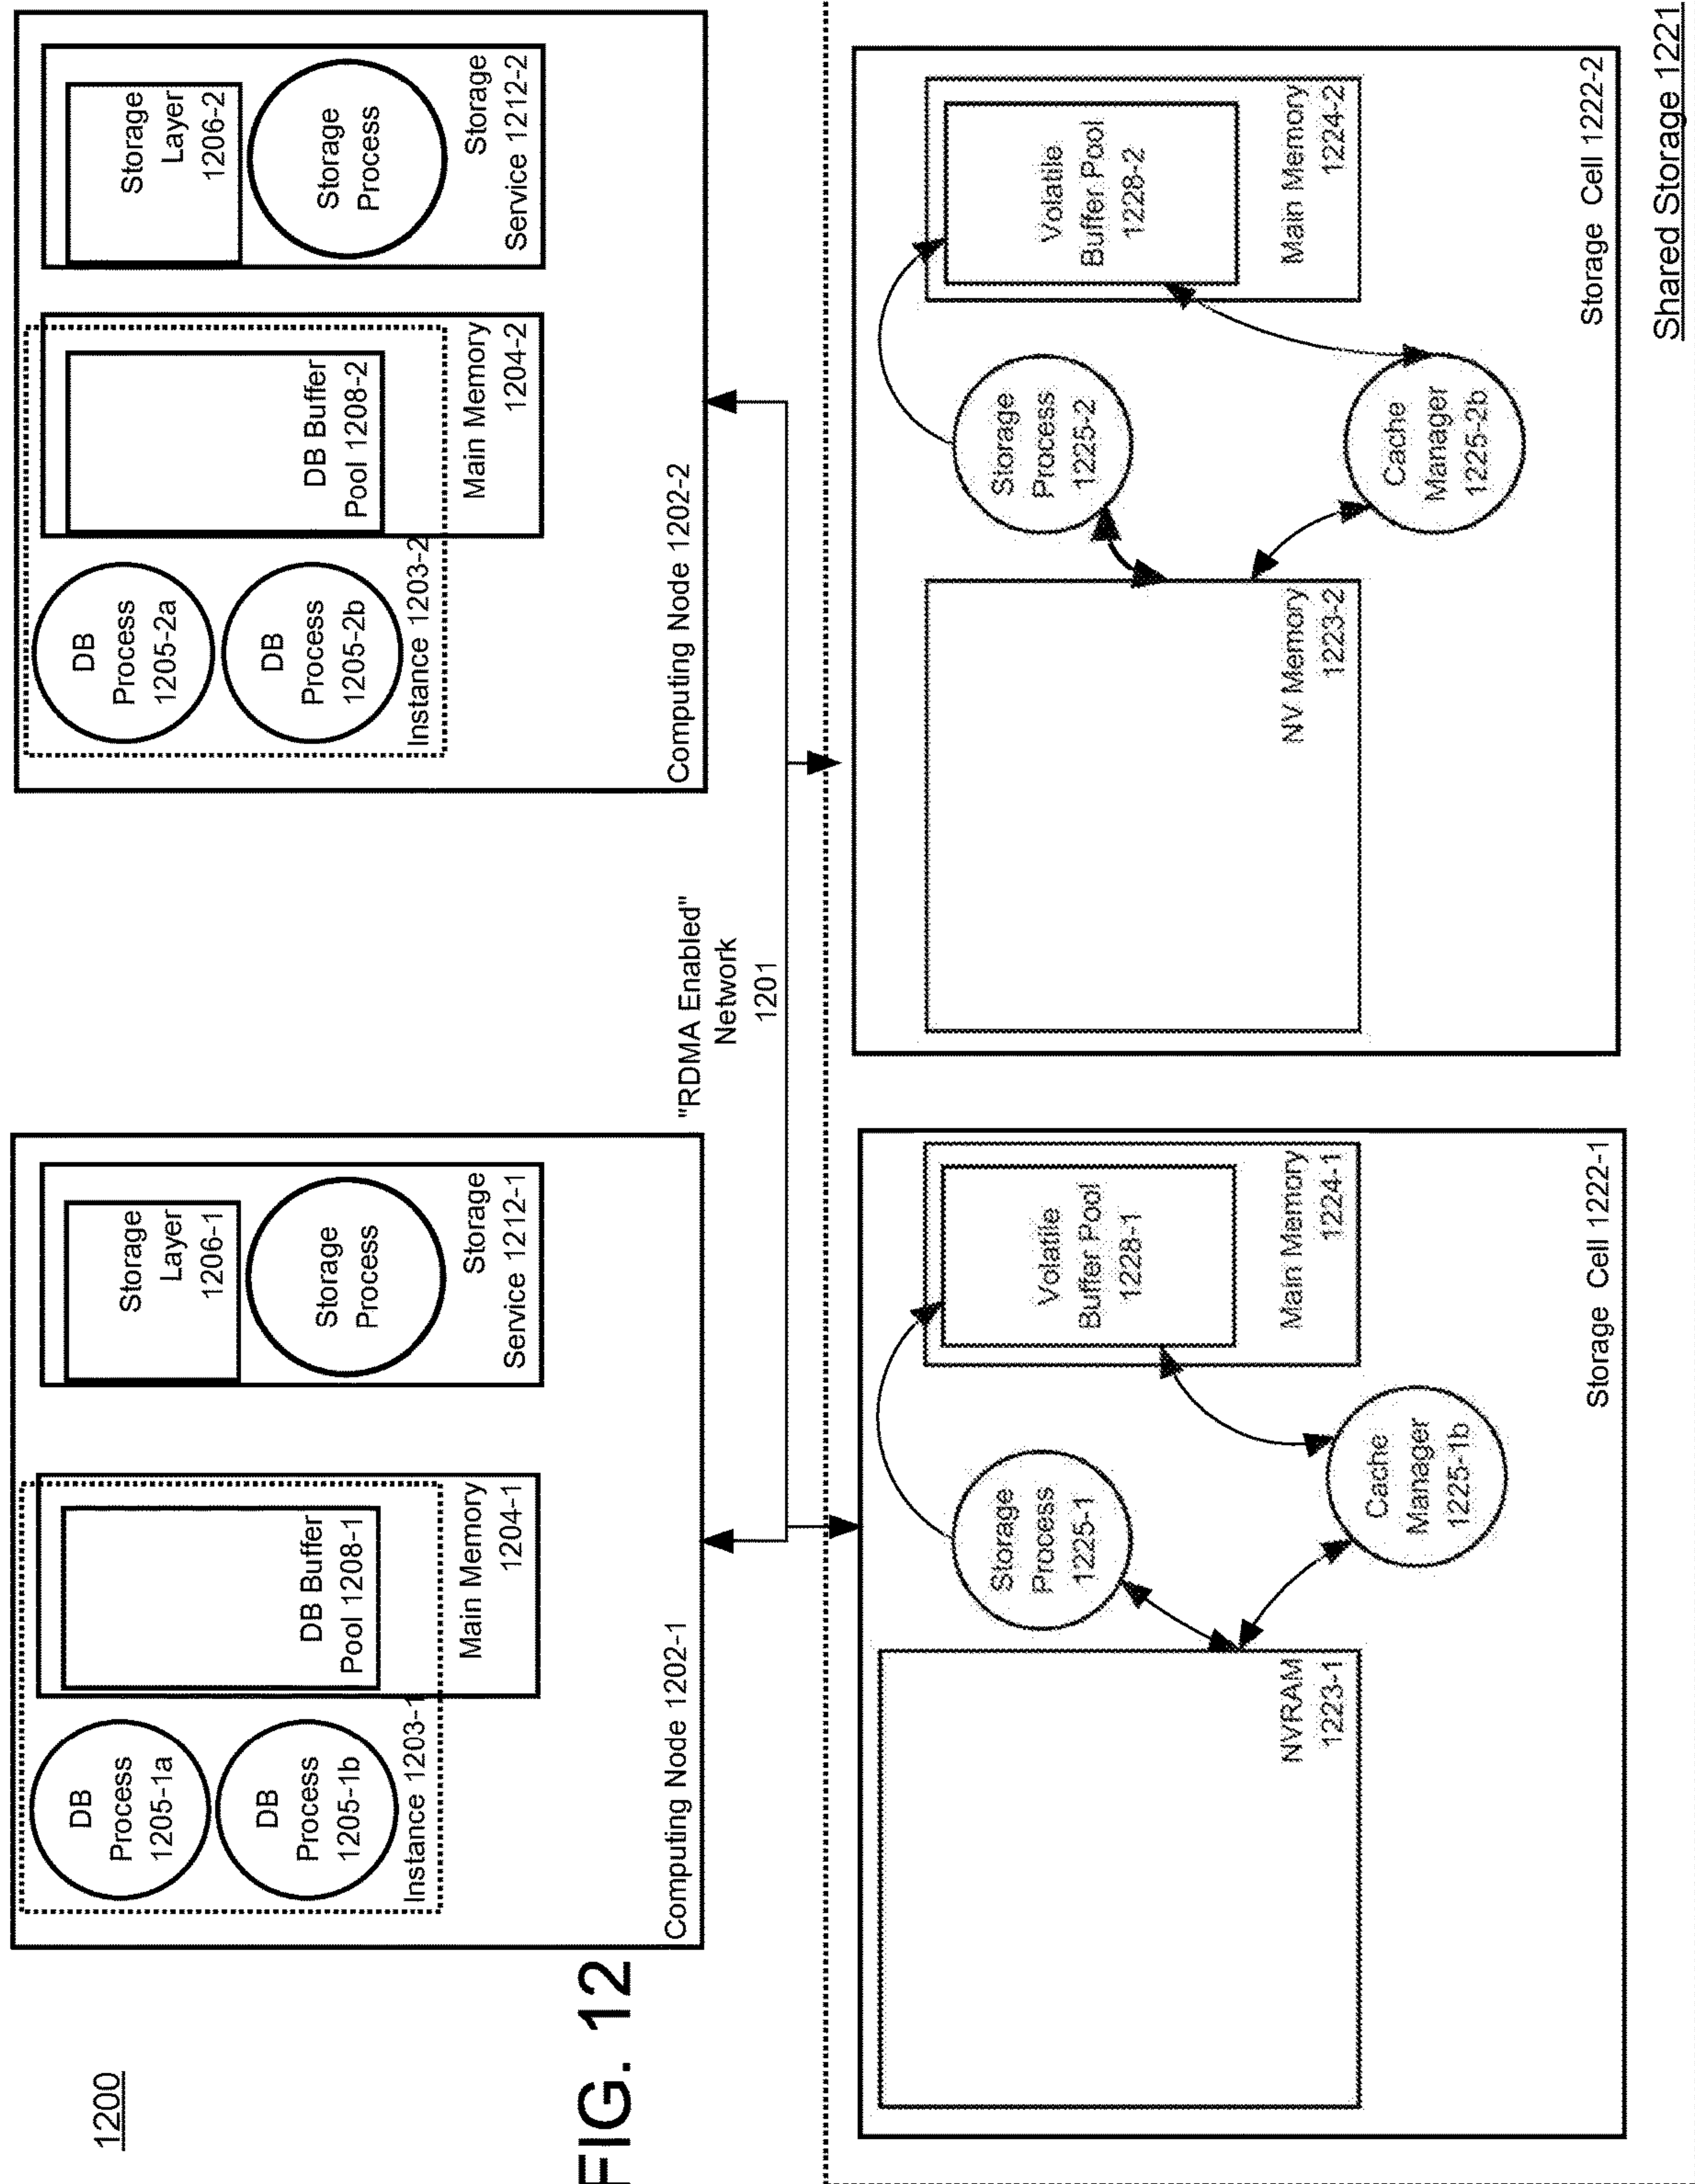 1200
FIG. 12
DB
Process
1205-1a
DB
Process
1205-1b
Instance 1203-1
DB Buffer
Pool 1208-1
Main Memory
1204-1
Storage
Layer
1206-1
Storage
Process
Storage
Service 1212-1
Computing Node 1202-1
DB
Process
1205-2a
DB
Process
1205-2b
Instance 1203-2
DB Buffer
Pool 1208-2
Main Memory
1204-2
Storage
Layer
1206-2
Storage
Process
Storage
Service 1212-2
Computing Node 1202-2
"RDMA Enabled"
Network
1201
NVRAM
1223-1
Storage
Process
1225-1
Cache
Manager
1225-1b
Volatile
Buffer Pool
1228-1
Main Memory
1224-1
Storage Cell 1222-1
NV Memory
1223-2
Storage
Process
1225-2
Cache
Manager
1225-2b
Volatile
Buffer Pool
1228-2
Main Memory
1224-2
Storage Cell 1222-2
Shared Storage 1221